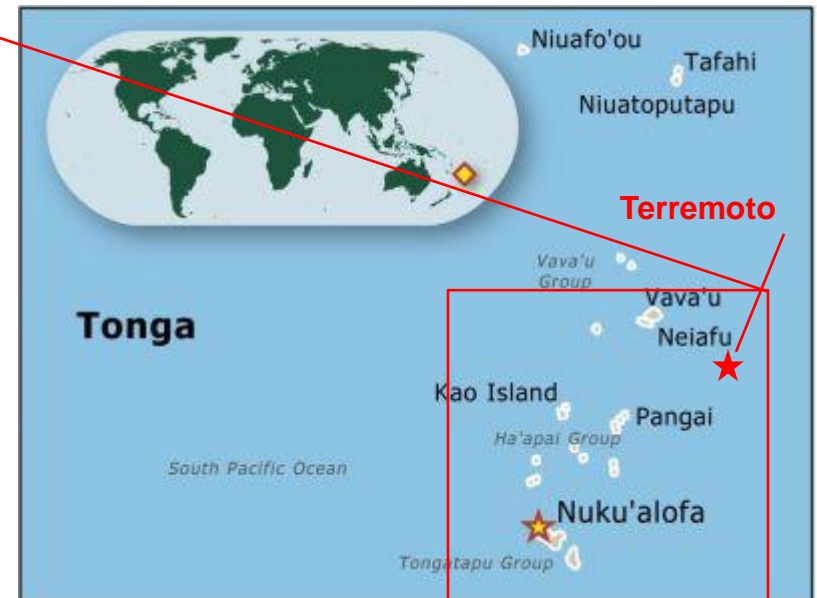 Niuafo'ou
Tafahi
Niuatoputapu
Terremoto
Vava'u
Group
Vava'u
Tonga
Neiafu
Kao Island
Pangai
Ha'apai Group
South Pacific Ocean
Nuku'alofa
Tongatapu Group